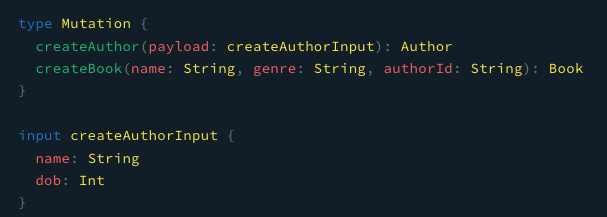 type Mutation {
  createAuthor(payload: createAuthorInput): Author
  createBook(name: String, genre: String, authorId: String): Book
}
input createAuthorInput {
  name: String
  dob: Int
}